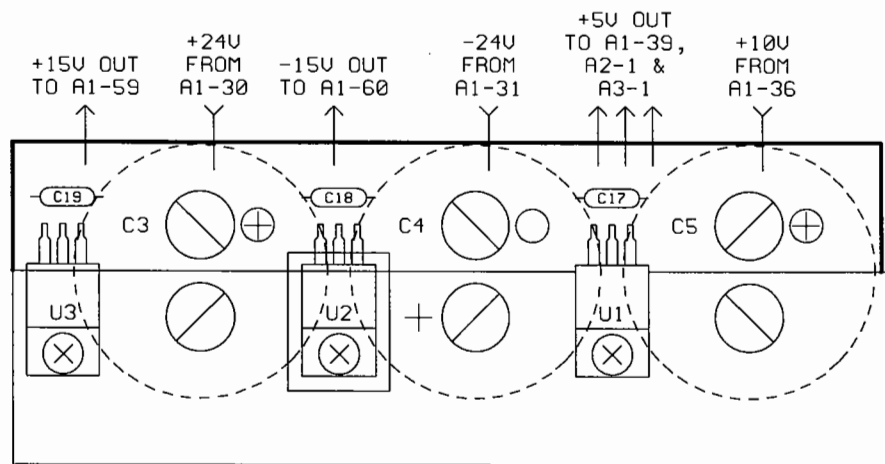 +15V OUT
TO A1-59
+24V
FROM
A1-30
-15V OUT
TO A1-60
-24V
FROM
A1-31
+5V OUT
TO A1-39,
A2-1 &
A3-1
+10V
FROM
A1-36
C19
C3
C18
C4
C17
C5
U3
U2
U1